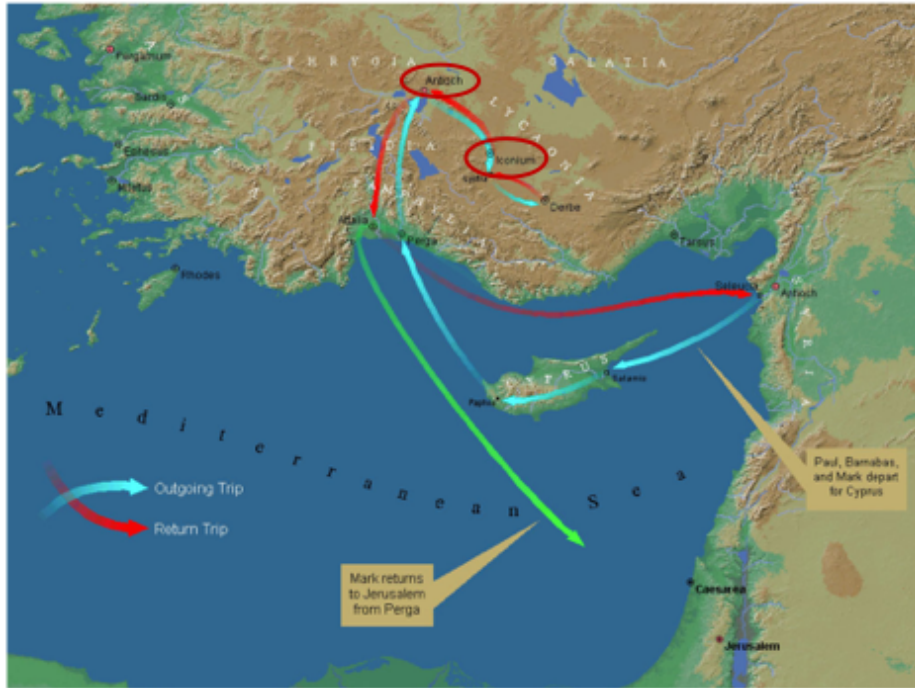 Pergamum
A S I A
PHRYGIA
GALATIA
Antioch
Sardis
LYCAONIA
Ephesus
PISIDIA
Iconium
Lystra
Miletus
Derbe
Attalia
Perga
Tarsus
Rhodes
Seleucia
Antioch
SYRIA
CYPRUS
Salamis
Paphos
Mediterranean Sea
Paul, Barnabas,
and Mark depart
for Cyprus
Outgoing Trip
Return Trip
Mark returns
to Jerusalem
from Perga
Caesarea
Jerusalem